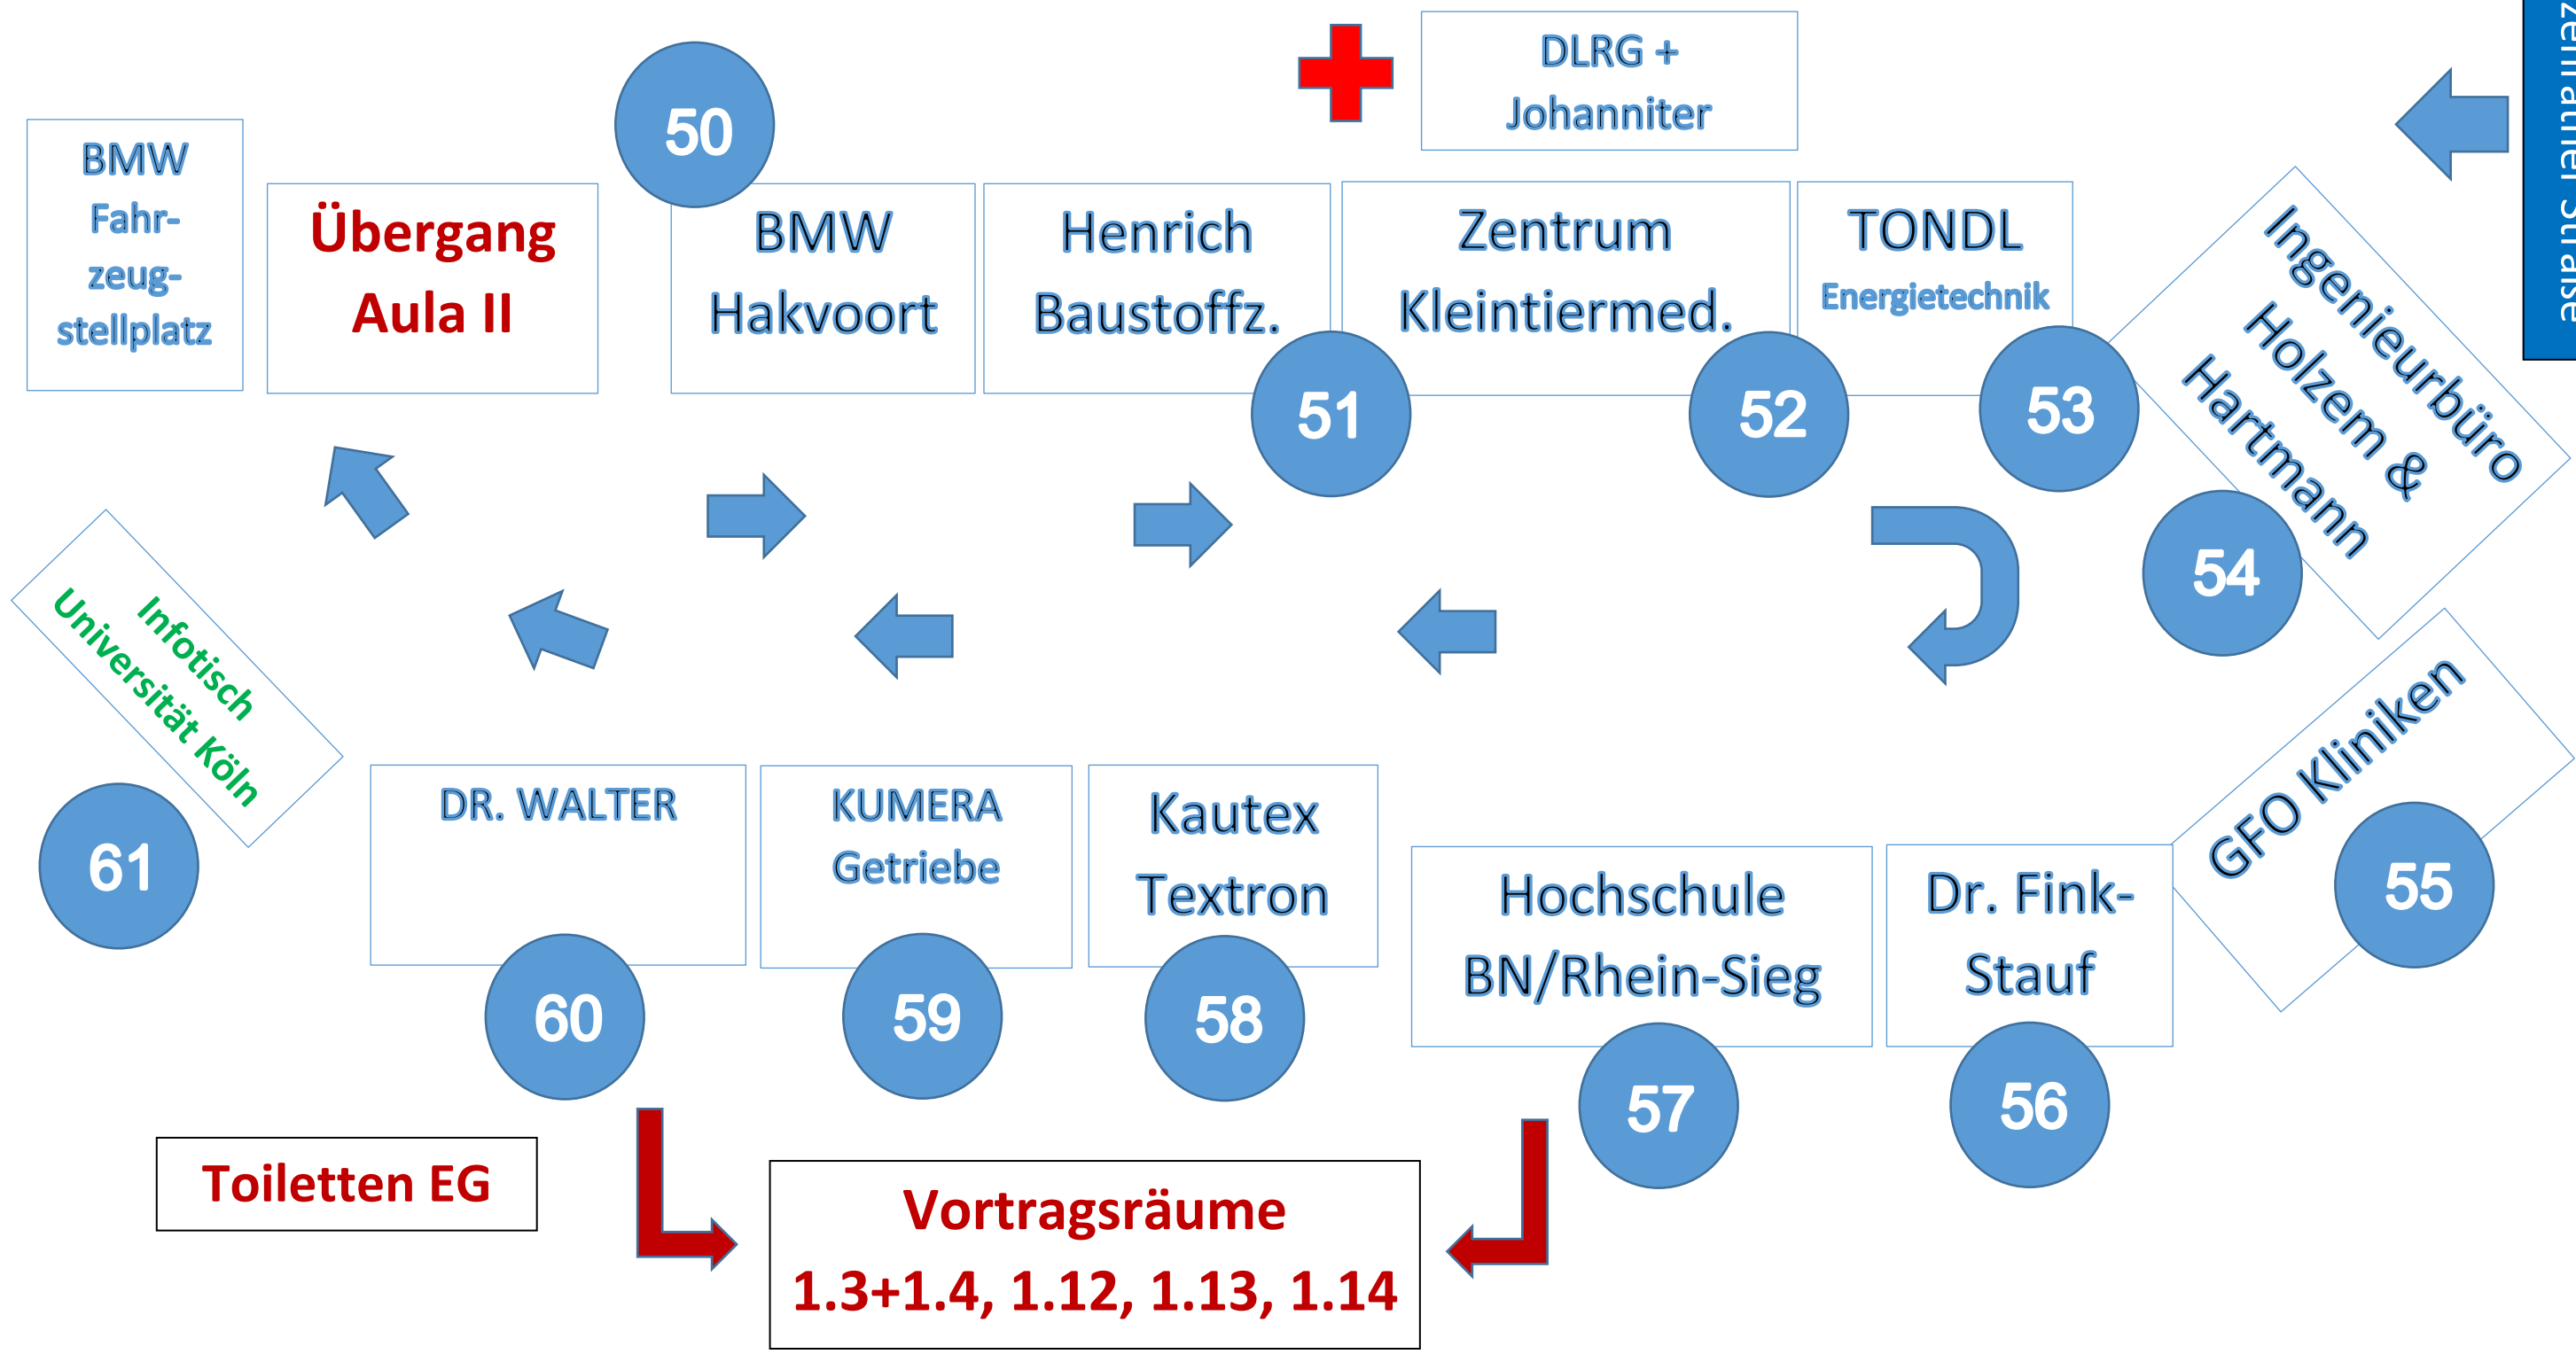 DLRG +
Johanniter
BMW
Fahr-
zeug-
stellplatz
Übergang
Aula II
50
BMW
Hakvoort
Henrich
Baustoffz.
51
Zentrum
Kleintiermed.
52
TONDL
Energietechnik
53
Ingenieurbüro
Holzem &
Hartmann
54
Straße
GFO Kliniken
55
Dr. Fink-
Stauf
56
Hochschule
BN/Rhein-Sieg
57
Kautex
Textron
58
KUMERA
Getriebe
59
DR. WALTER
60
Infotisch
Universität Köln
61
Toiletten EG
Vortragsräume
1.3+1.4, 1.12, 1.13, 1.14